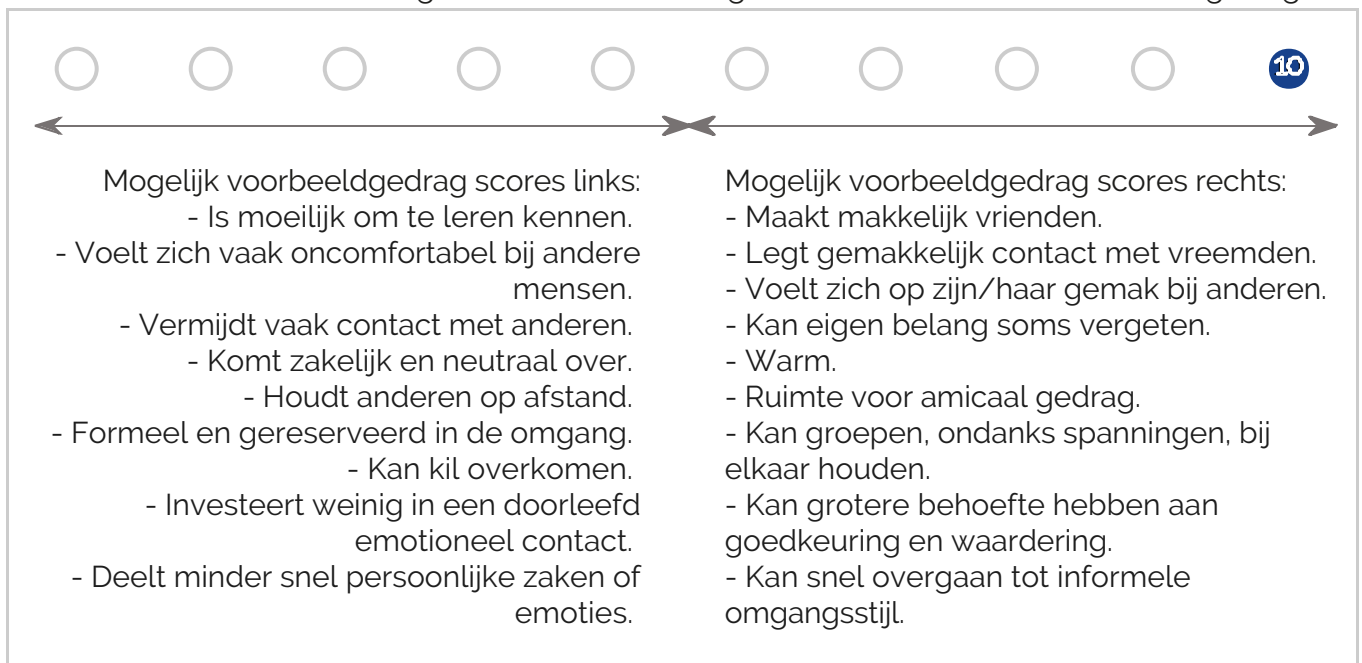 10
Mogelijk voorbeeldgedrag scores links:
- Is moeilijk om te leren kennen.
- Voelt zich vaak oncomfortabel bij andere
mensen.
- Vermijdt vaak contact met anderen.
- Komt zakelijk en neutraal over.
- Houdt anderen op afstand.
- Formeel en gereserveerd in de omgang.
- Kan kil overkomen.
- Investeert weinig in een doorleefd
emotioneel contact.
- Deelt minder snel persoonlijke zaken of
emoties.
Mogelijk voorbeeldgedrag scores rechts:
- Maakt makkelijk vrienden.
- Legt gemakkelijk contact met vreemden.
- Voelt zich op zijn/haar gemak bij anderen.
- Kan eigen belang soms vergeten.
- Warm.
- Ruimte voor amicaal gedrag.
- Kan groepen, ondanks spanningen, bij
elkaar houden.
- Kan grotere behoefte hebben aan
goedkeuring en waardering.
- Kan snel overgaan tot informele
omgangsstijl.